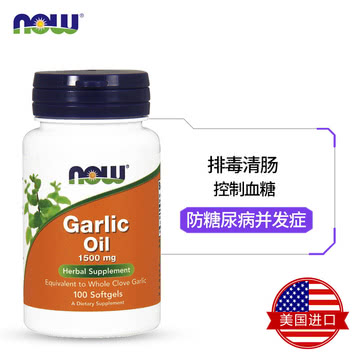 now
®
now
®
Garlic
Oil
1500 mg
Herbal Supplement
Equivalent to Whole Clove Garlic
100 Softgels
A Dietary Supplement
排毒清肠
控制血糖
防糖尿病并发症
美国进口